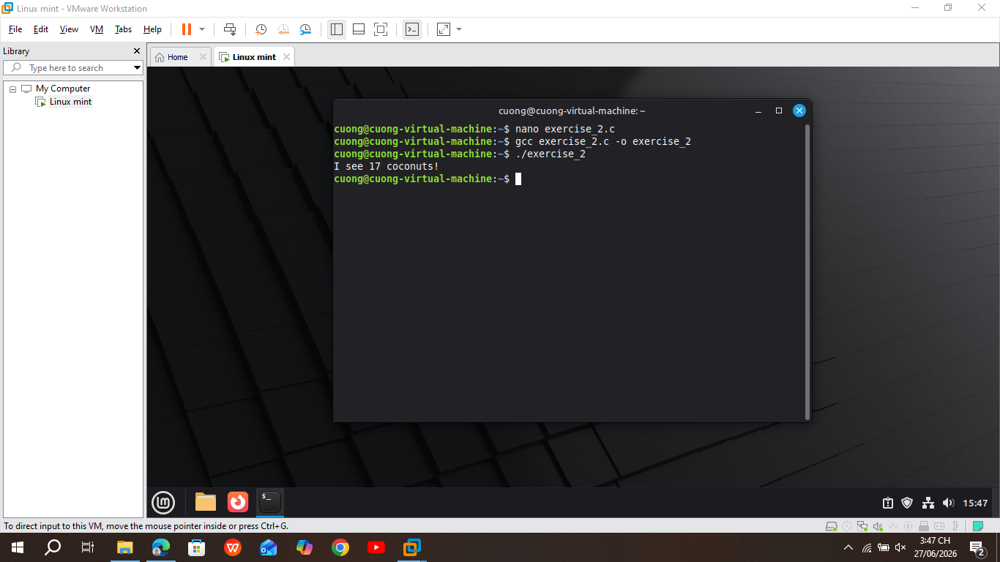 Linux mint - VMware Workstation
File Edit View VM Tabs Help
Library
Type here to search
My Computer
Linux mint
Home
Linux mint
cuong@cuong-virtual-machine: ~
cuong@cuong-virtual-machine:~$ nano exercise_2.c
cuong@cuong-virtual-machine:~$ gcc exercise_2.c -o exercise_2
cuong@cuong-virtual-machine:~$ ./exercise_2
I see 17 coconuts!
cuong@cuong-virtual-machine:~$
15:47
To direct input to this VM, move the mouse pointer inside or press Ctrl+G.
3:47 CH
27/06/2026
2